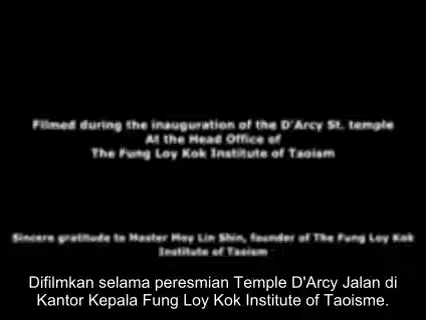 Filmed during the inauguration of the D'Arcy St. temple
At the Head Office of
The Fung Loy Kok Institute of Taoism
Sincere gratitude to Master Moy Lin Shin, founder of The Fung Loy Kok
Institute of Taoism
Difilmkan selama peresmian Temple D'Arcy Jalan di
Kantor Kepala Fung Loy Kok Institute of Taoisme.